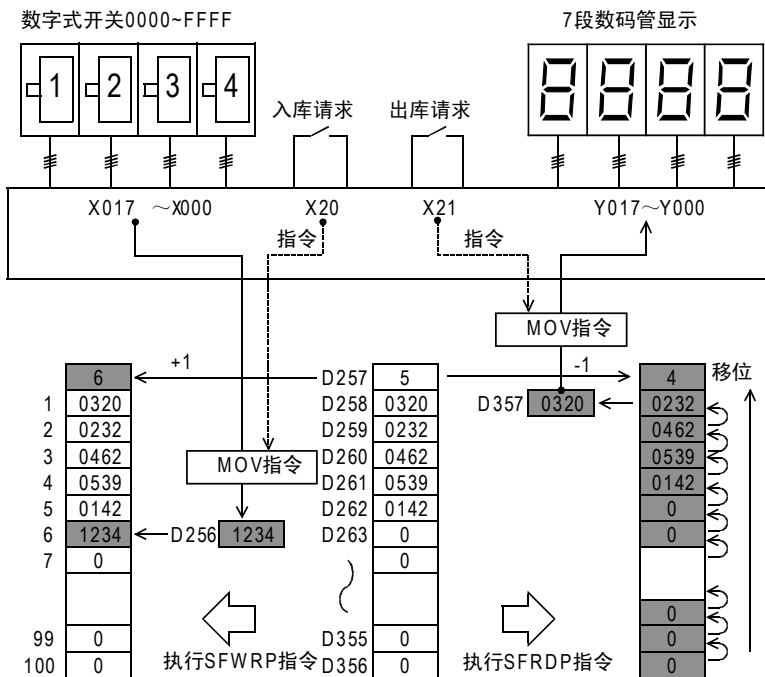 数字式开关0000~FFFF
7段数码管显示
1 2 3 4
入库请求
出库请求
8 8 8 8
X017 ～X000
X20
X21
Y017～Y000
指令
指令
MOV指令
+1
-1
移位
6
D257 5
4
1 0320
D258 0320
D357 0320
0232
2 0232
D259 0232
0462
3 0462
MOV指令
D260 0462
0539
4 0539
D261 0539
0142
5 0142
D262 0142
0
6 1234
D256 1234
D263 0
0
7 0
0
0
99 0
D355 0
0
100 0
执行SFWRP指令
D356 0
执行SFRDP指令
0